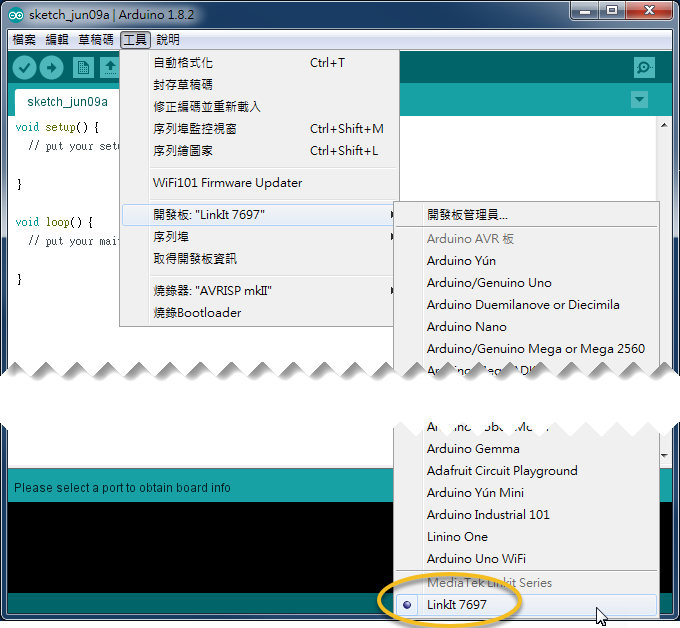 sketch_jun09a | Arduino 1.8.2
檔案 編輯 草稿碼 工具 說明
自動格式化 Ctrl+T
封存草稿碼
修正編碼並重新載入
序列埠監控視窗 Ctrl+Shift+M
序列繪圖家 Ctrl+Shift+L
WiFi101 Firmware Updater
開發板: "LinkIt 7697"
序列埠
取得開發板資訊
燒錄器: "AVRISP mkII"
燒錄Bootloader
sketch_jun09a
void setup() {
// put your setu
}
void loop() {
// put your mai
}
開發板管理員...
Arduino AVR 板
Arduino Yún
Arduino/Genuino Uno
Arduino Duemilanove or Diecimila
Arduino Nano
Arduino/Genuino Mega or Mega 2560
Arduino Gemma
Adafruit Circuit Playground
Arduino Yún Mini
Arduino Industrial 101
Linino One
Arduino Uno WiFi
MediaTek LinkIt Series
LinkIt 7697
Please select a port to obtain board info